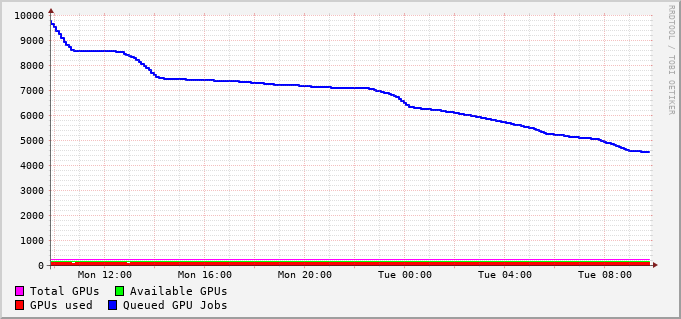 10000
9000
8000
7000
6000
5000
4000
3000
2000
1000
0
Mon 12:00 Mon 16:00 Mon 20:00 Tue 00:00 Tue 04:00 Tue 08:00
Total GPUs Available GPUs
GPUs used Queued GPU Jobs
RRDTOOL / TOBI OETIKER